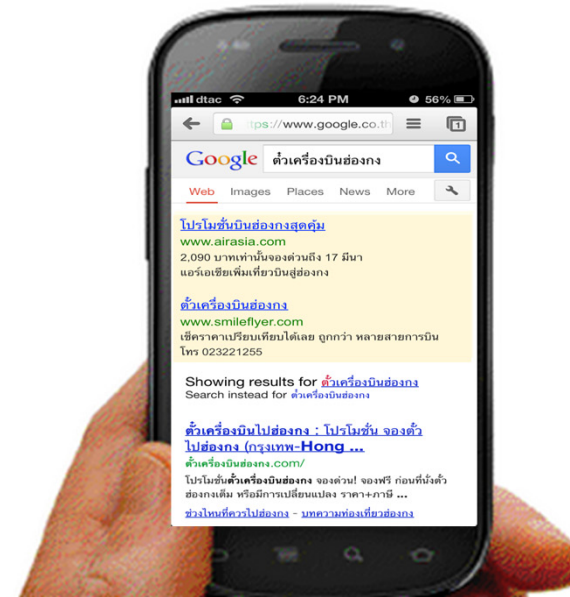 dtac 6:24 PM 56%
tps://www.google.co.th 1
Google ตํ่วเครื่องบินฮ่องกง
Web Images Places News More
โปรโมชั่นบินฮ่องกงสุดคุ้ม
www.airasia.com
2,090 บาทเท่านั้นจองด่วนถึง 17 มีนา
แอร์เอเชียเพิ่มเที่ยวบินสู่ฮ่องกง
ตั๋วเครื่องบินฮ่องกง
www.smileflyer.com
เช็คราคาเปรียบเทียบได้เลย ถูกกว่า หลายสายการบิน
โทร 023221255
Showing results for ตั๋วเครื่องบินฮ่องกง
Search instead for ตํ่วเครื่องบินฮ่องกง
ตั๋วเครื่องบินไปฮ่องกง : โปรโมชั่น จองตั๋ว
ไปฮ่องกง (กรุงเทพ-Hong ...
ตั๋วเครื่องบินฮ่องกง.com/
โปรโมชั่นตั๋วเครื่องบินฮ่องกง จองด่วน! จองฟรี ก่อนที่นั่งตั๋ว
ฮ่องกงเต็ม หรือมีการเปลี่ยนแปลง ราคา+ภาษี ...
ช่วงไหนที่ควรไปฮ่องกง - บทความท่องเที่ยวฮ่องกง